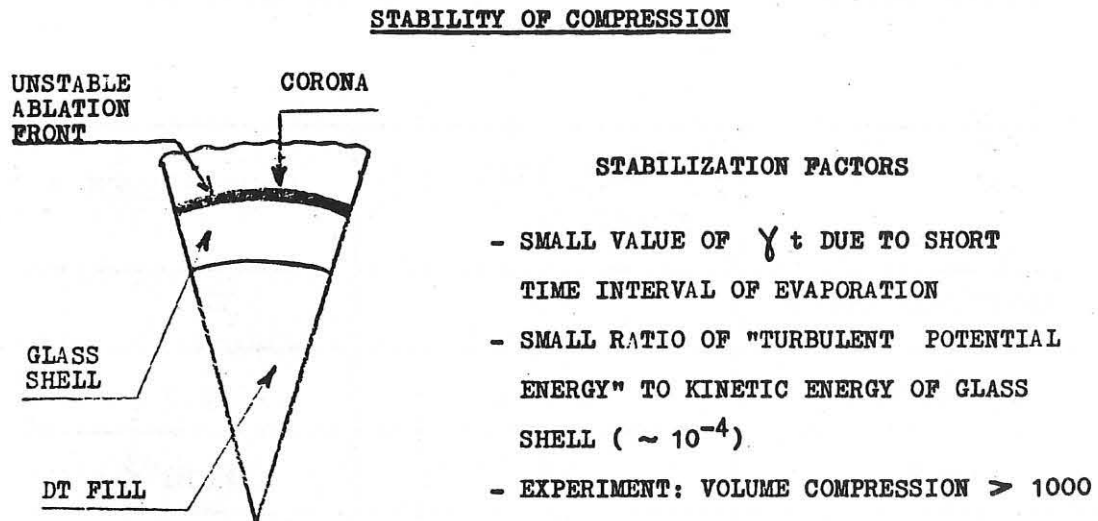 STABILITY OF COMPRESSION
UNSTABLE
ABLATION
FRONT
CORONA
GLASS
SHELL
DT FILL
STABILIZATION FACTORS
- SMALL VALUE OF γ t DUE TO SHORT
TIME INTERVAL OF EVAPORATION
- SMALL RATIO OF "TURBULENT POTENTIAL
ENERGY" TO KINETIC ENERGY OF GLASS
SHELL ( ~ 10⁻⁴)
- EXPERIMENT: VOLUME COMPRESSION > 1000